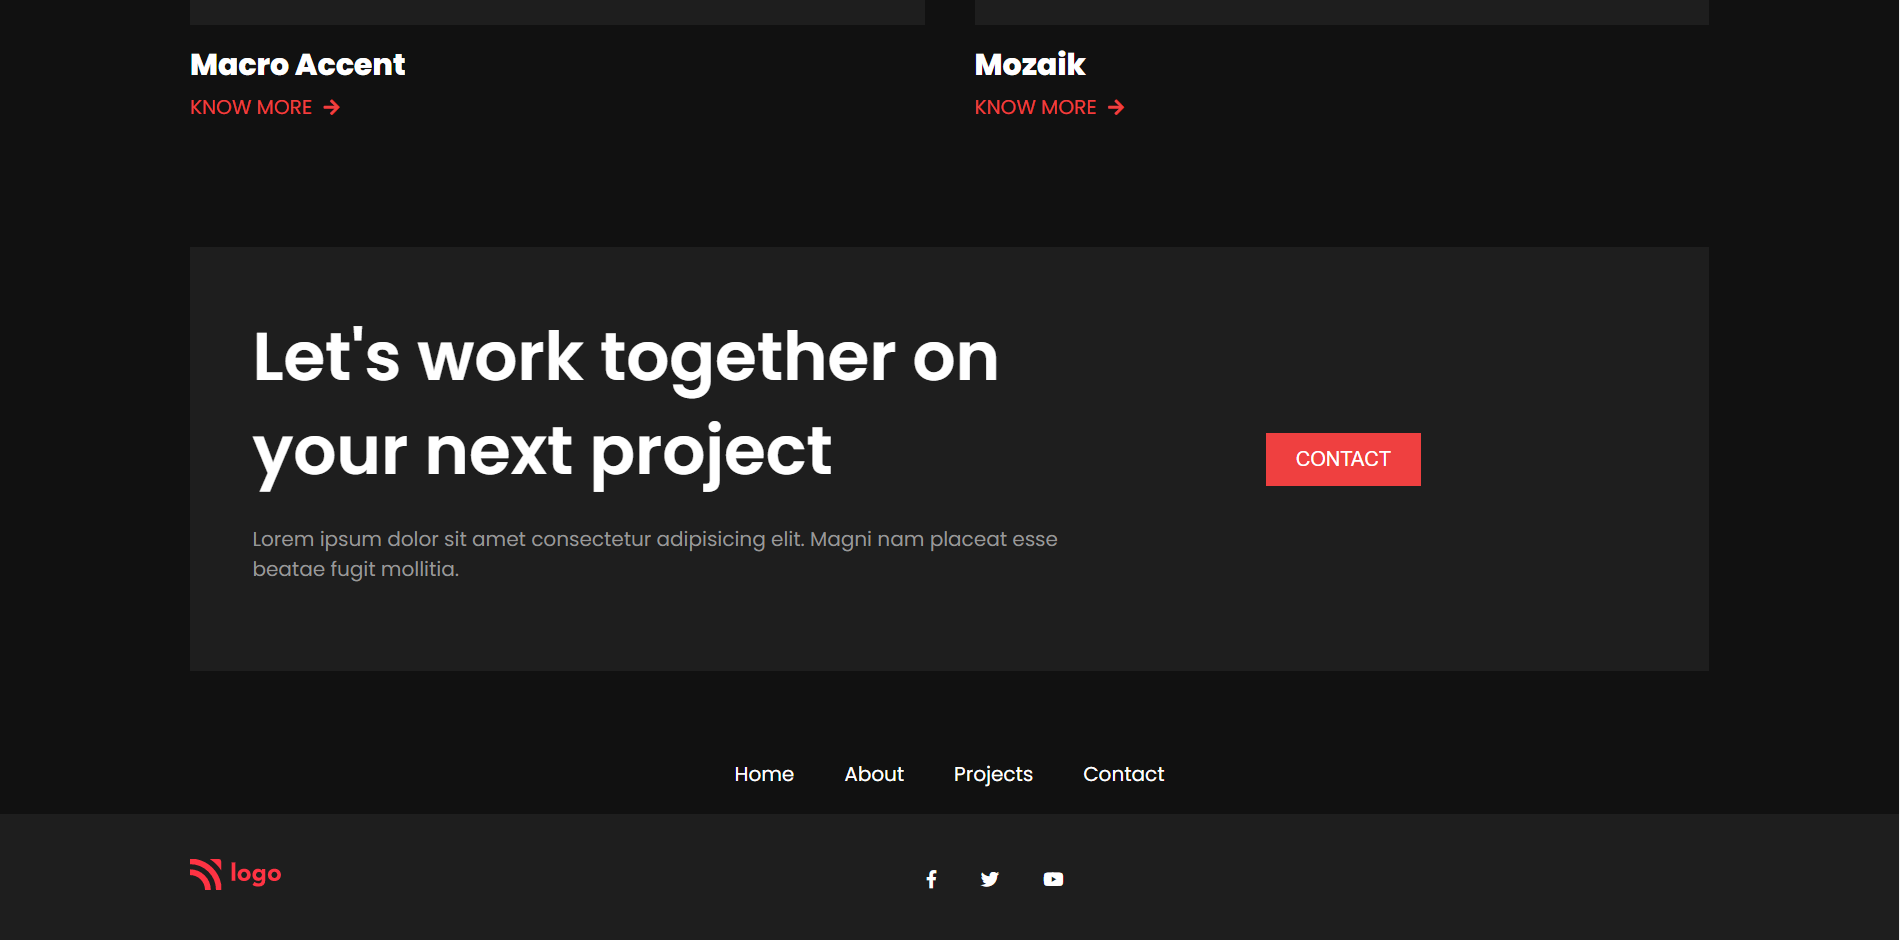 Macro Accent
KNOW MORE
Mozaik
KNOW MORE
Let's work together on
your next project
Lorem ipsum dolor sit amet consectetur adipisicing elit. Magni nam placeat esse
beatae fugit mollitia.
CONTACT
Home About Projects Contact
logo